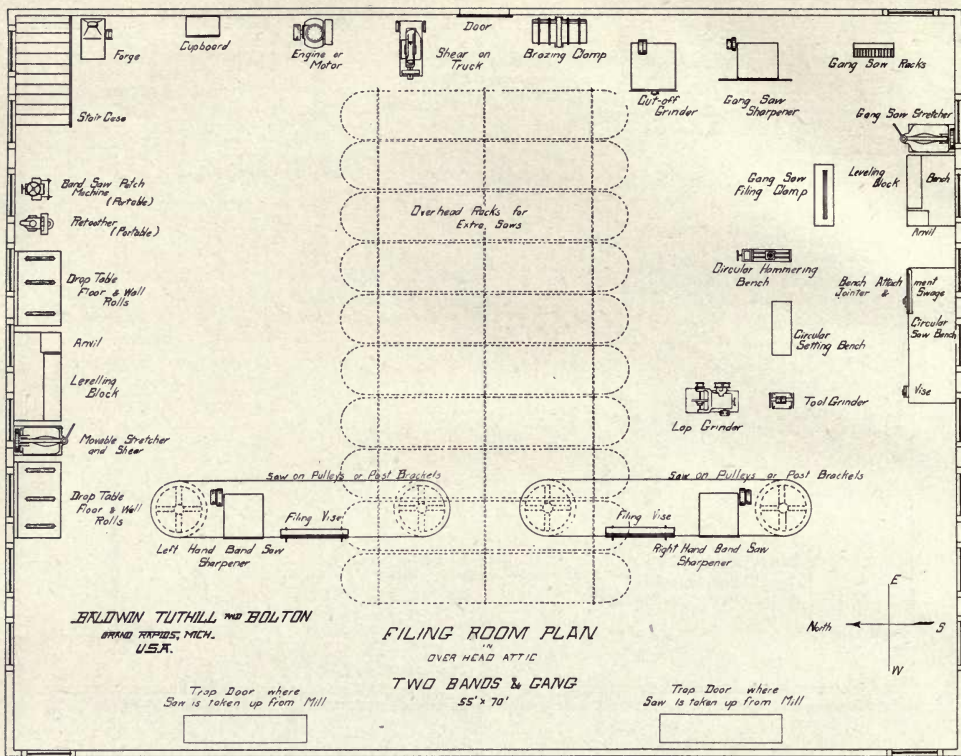 Door
Forge
Cupboard
Engine or
Motor
Shear on
Truck
Brazing Clamp
Cut-off
Grinder
Gang Saw
Sharpener
Gang Saw Racks
Stair Case
Gang Saw Stretcher
Band Saw Patch
Machine
(Portable)
Retoother
(Portable)
Overhead Racks for
Extra Saws
Gang Saw
Filing Clamp
Leveling
Block
Bench
Anvil
Drop Table
Floor & Wall
Rolls
Circular Hammering
Bench
Bench Attach ment
Jointer & Swage
Circular
Saw Bench
Circular
Setting Bench
Vise
Anvil
Levelling
Block
Lap Grinder
Tool Grinder
Movable Stretcher
and Shear
Drop Table
Floor & Wall
Rolls
Saw on Pulleys or Post Brackets
Filing Vise
Left Hand Band Saw
Sharpener
Saw on Pulleys or Post Brackets
Filing Vise
Right Hand Band Saw
Sharpener
BALDWIN TUTHILL AND BOLTON
GRAND RAPIDS, MICH.
U.S.A.
FILING ROOM PLAN
IN
OVER HEAD ATTIC
TWO BANDS & GANG
55' x 70'
E
North
S
W
Trap Door where
Saw is taken up from Mill
Trap Door where
Saw is taken up from Mill